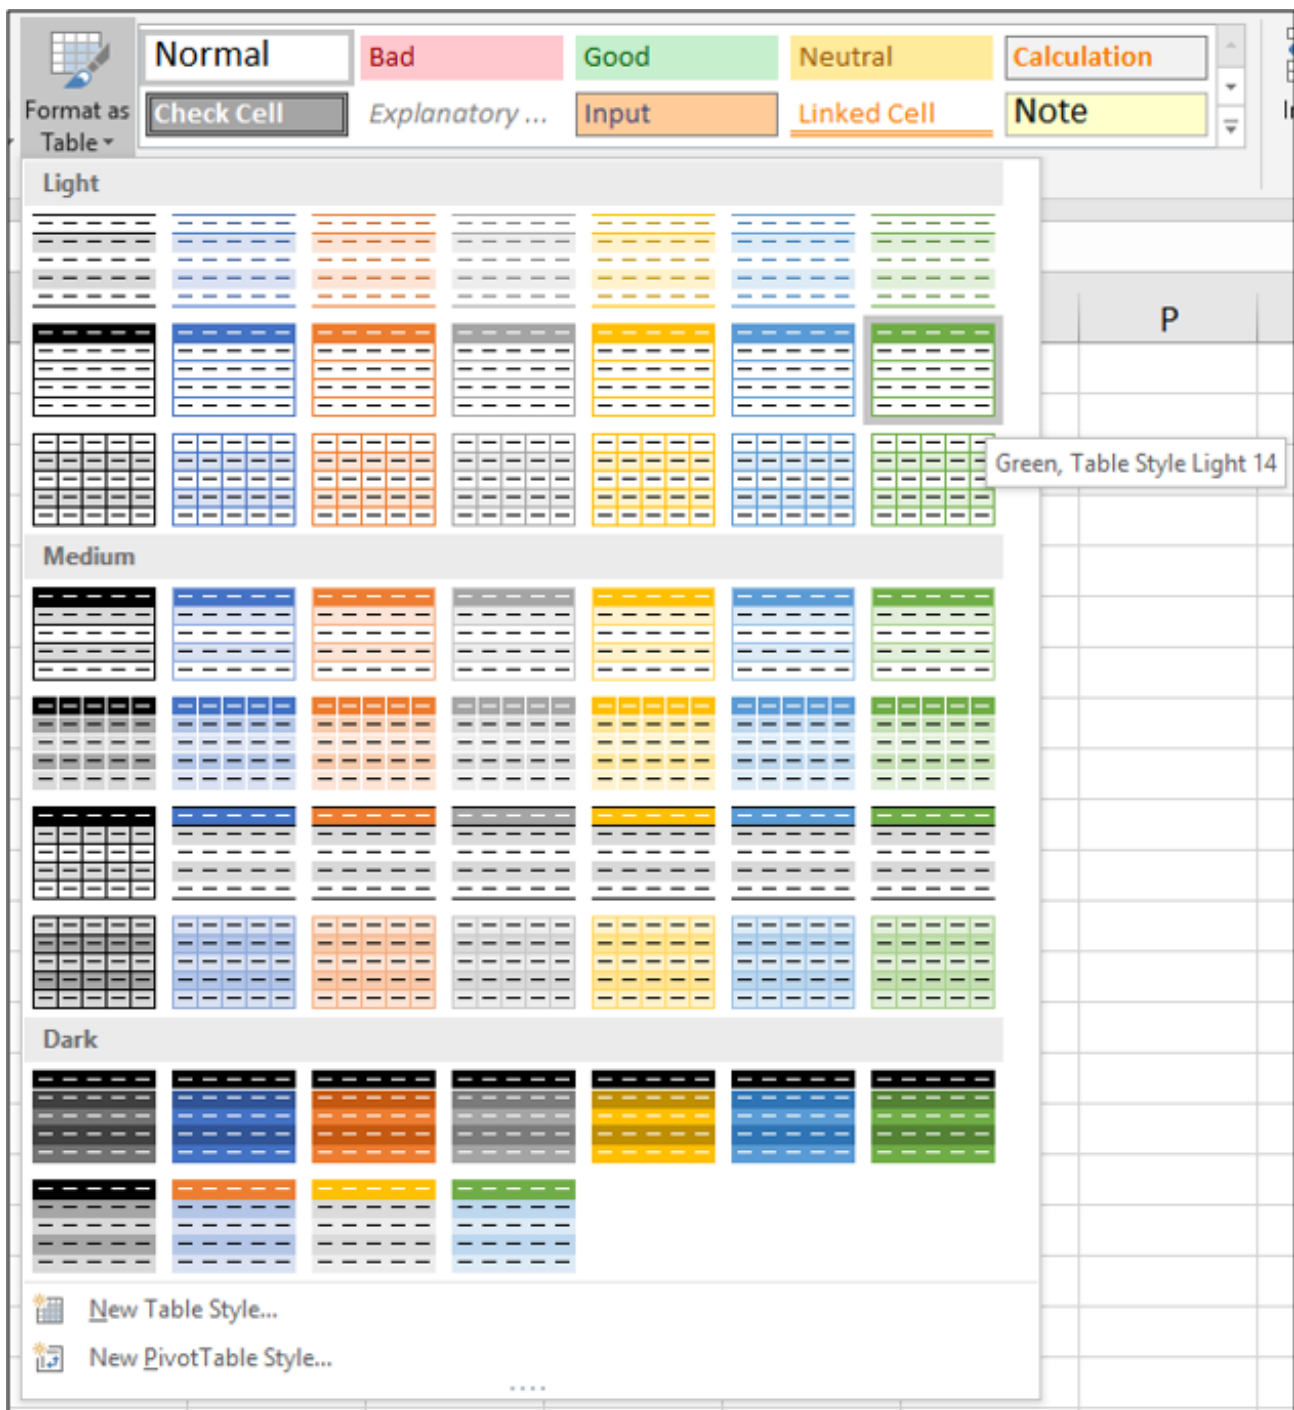 Normal
Bad
Good
Neutral
Calculation
Format as
Table
Check Cell
Explanatory ...
Input
Linked Cell
Note
Light
P
Green, Table Style Light 14
Medium
Dark
New Table Style...
New PivotTable Style...